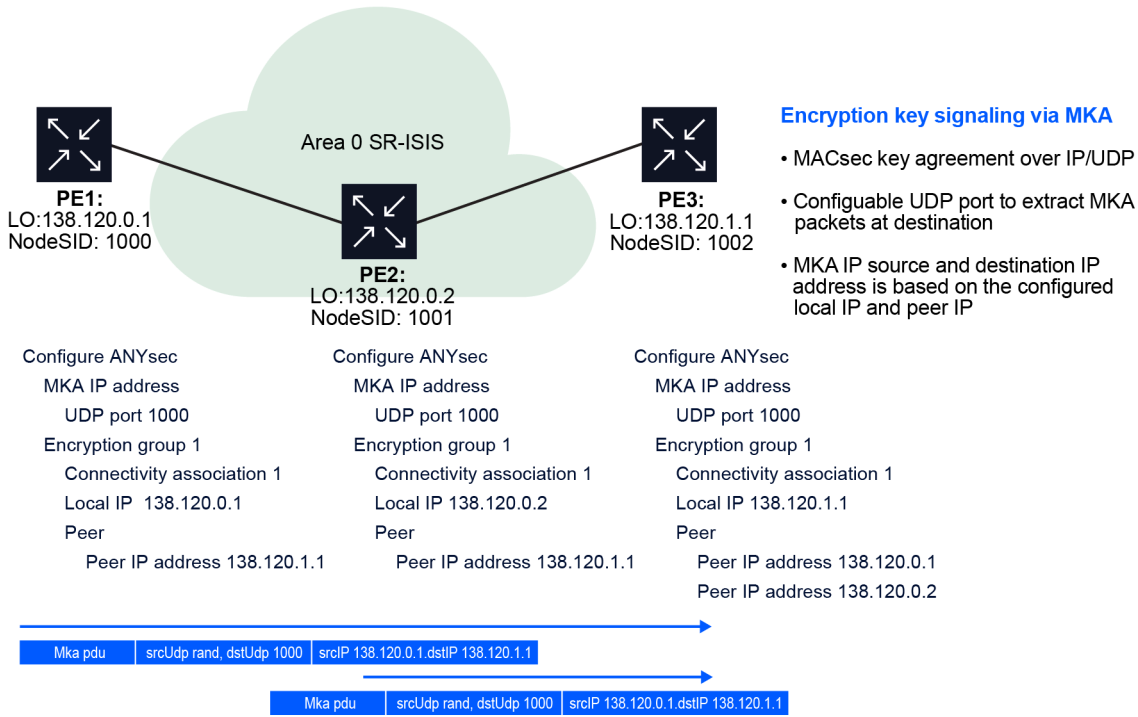 Area 0 SR-ISIS
PE1:
LO:138.120.0.1
NodeSID: 1000
PE2:
LO:138.120.0.2
NodeSID: 1001
PE3:
LO:138.120.1.1
NodeSID: 1002
Encryption key signaling via MKA
• MACsec key agreement over IP/UDP
• Configuable UDP port to extract MKA
packets at destination
• MKA IP source and destination IP
address is based on the configured
local IP and peer IP
Configure ANYsec
MKA IP address
UDP port 1000
Encryption group 1
Connectivity association 1
Local IP 138.120.0.1
Peer
Peer IP address 138.120.1.1
Configure ANYsec
MKA IP address
UDP port 1000
Encryption group 1
Connectivity association 1
Local IP 138.120.0.2
Peer
Peer IP address 138.120.1.1
Configure ANYsec
MKA IP address
UDP port 1000
Encryption group 1
Connectivity association 1
Local IP 138.120.1.1
Peer
Peer IP address 138.120.0.1
Peer IP address 138.120.0.2
Mka pdu srcUdp rand, dstUdp 1000 srcIP 138.120.0.1.dstIP 138.120.1.1
Mka pdu srcUdp rand, dstUdp 1000 srcIP 138.120.0.1.dstIP 138.120.1.1